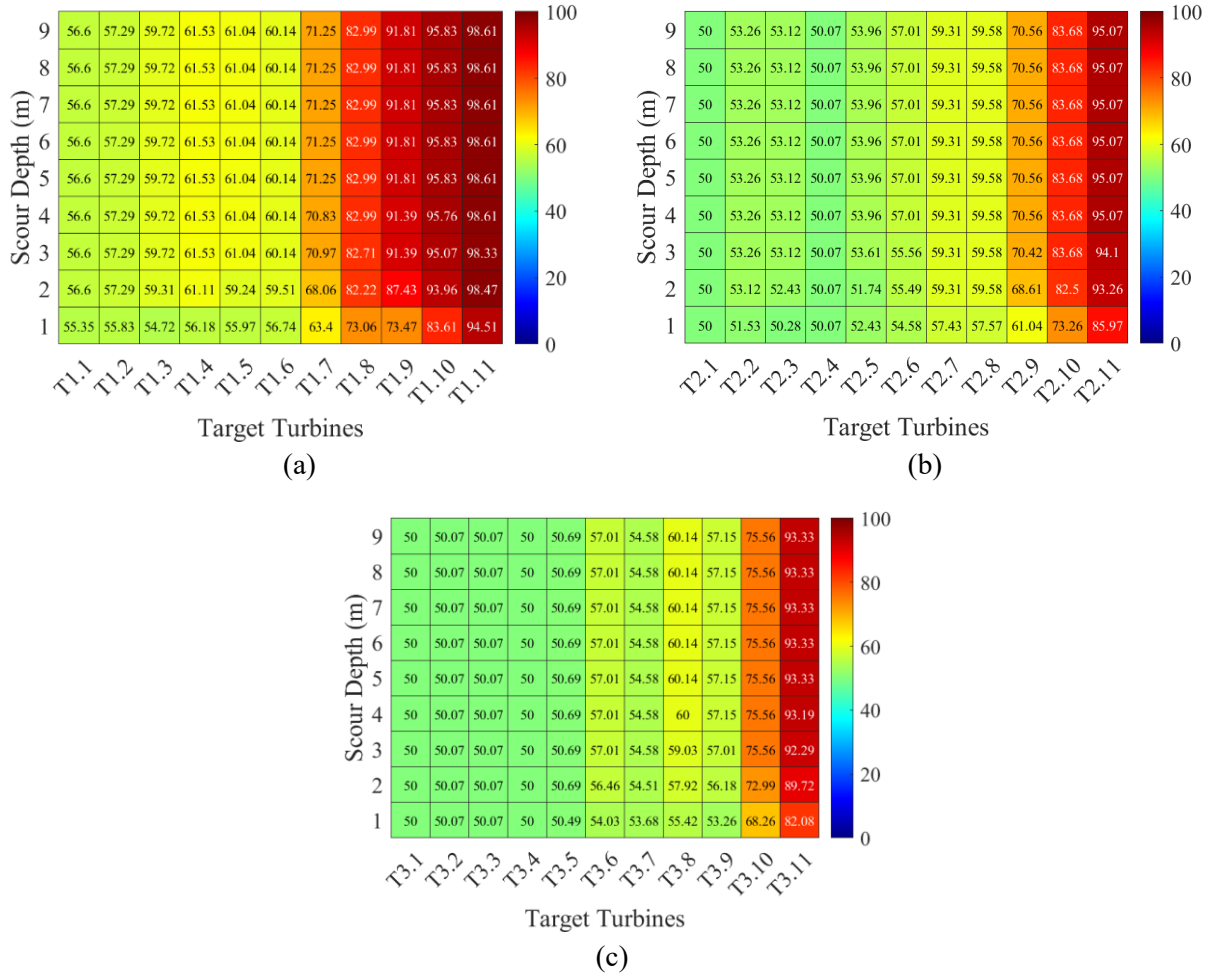 9 56.6 57.29 59.72 61.53 61.04 60.14 71.25 82.99 91.81 95.83 98.61
8 56.6 57.29 59.72 61.53 61.04 60.14 71.25 82.99 91.81 95.83 98.61
7 56.6 57.29 59.72 61.53 61.04 60.14 71.25 82.99 91.81 95.83 98.61
6 56.6 57.29 59.72 61.53 61.04 60.14 71.25 82.99 91.81 95.83 98.61
5 56.6 57.29 59.72 61.53 61.04 60.14 71.25 82.99 91.81 95.83 98.61
4 56.6 57.29 59.72 61.53 61.04 60.14 70.83 82.99 91.39 95.76 98.61
3 56.6 57.29 59.72 61.53 61.04 60.14 70.97 82.71 91.39 95.07 98.33
2 56.6 57.29 59.31 61.11 59.24 59.51 68.06 82.22 87.43 93.96 98.47
1 55.35 55.83 54.72 56.18 55.97 56.74 63.4 73.06 73.47 83.61 94.51
Scour Depth (m)
T1.1 T1.2 T1.3 T1.4 T1.5 T1.6 T1.7 T1.8 T1.9 T1.10 T1.11
Target Turbines
100
80
60
40
20
0
(a)
9 50 53.26 53.12 50.07 53.96 57.01 59.31 59.58 70.56 83.68 95.07
8 50 53.26 53.12 50.07 53.96 57.01 59.31 59.58 70.56 83.68 95.07
7 50 53.26 53.12 50.07 53.96 57.01 59.31 59.58 70.56 83.68 95.07
6 50 53.26 53.12 50.07 53.96 57.01 59.31 59.58 70.56 83.68 95.07
5 50 53.26 53.12 50.07 53.96 57.01 59.31 59.58 70.56 83.68 95.07
4 50 53.26 53.12 50.07 53.96 57.01 59.31 59.58 70.56 83.68 95.07
3 50 53.26 53.12 50.07 53.61 55.56 59.31 59.58 70.42 83.68 94.1
2 50 53.12 52.43 50.07 51.74 55.49 59.31 59.58 68.61 82.5 93.26
1 50 51.53 50.28 50.07 52.43 54.58 57.43 57.57 61.04 73.26 85.97
Scour Depth (m)
T2.1 T2.2 T2.3 T2.4 T2.5 T2.6 T2.7 T2.8 T2.9 T2.10 T2.11
Target Turbines
100
80
60
40
20
0
(b)
9 50 50.07 50.07 50 50.69 57.01 54.58 60.14 57.15 75.56 93.33
8 50 50.07 50.07 50 50.69 57.01 54.58 60.14 57.15 75.56 93.33
7 50 50.07 50.07 50 50.69 57.01 54.58 60.14 57.15 75.56 93.33
6 50 50.07 50.07 50 50.69 57.01 54.58 60.14 57.15 75.56 93.33
5 50 50.07 50.07 50 50.69 57.01 54.58 60.14 57.15 75.56 93.33
4 50 50.07 50.07 50 50.69 57.01 54.58 60 57.15 75.56 93.19
3 50 50.07 50.07 50 50.69 57.01 54.58 59.03 57.01 75.56 92.29
2 50 50.07 50.07 50 50.69 56.46 54.51 57.92 56.18 72.99 89.72
1 50 50.07 50.07 50 50.49 54.03 53.68 55.42 53.26 68.26 82.08
Scour Depth (m)
T3.1 T3.2 T3.3 T3.4 T3.5 T3.6 T3.7 T3.8 T3.9 T3.10 T3.11
Target Turbines
100
80
60
40
20
0
(c)